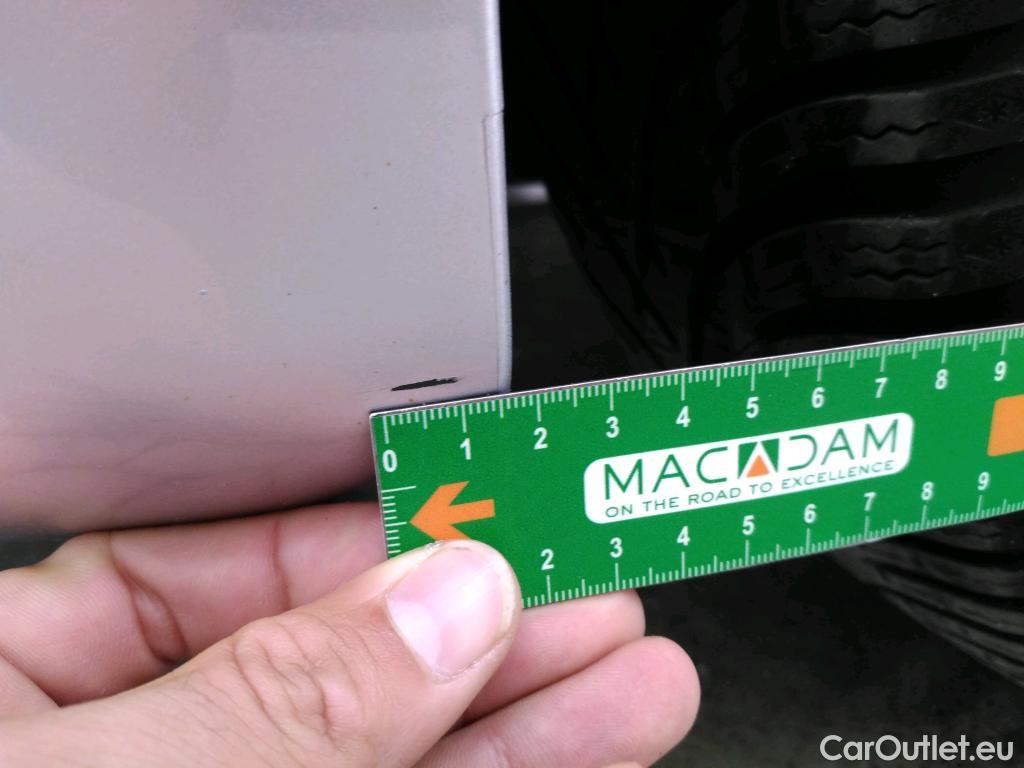 0 1 2 3 4 5 6 7 8 9
MACADAM
ON THE ROAD TO EXCELLENCE
2 3 4 5 6 7 8 9
CarOutlet.eu